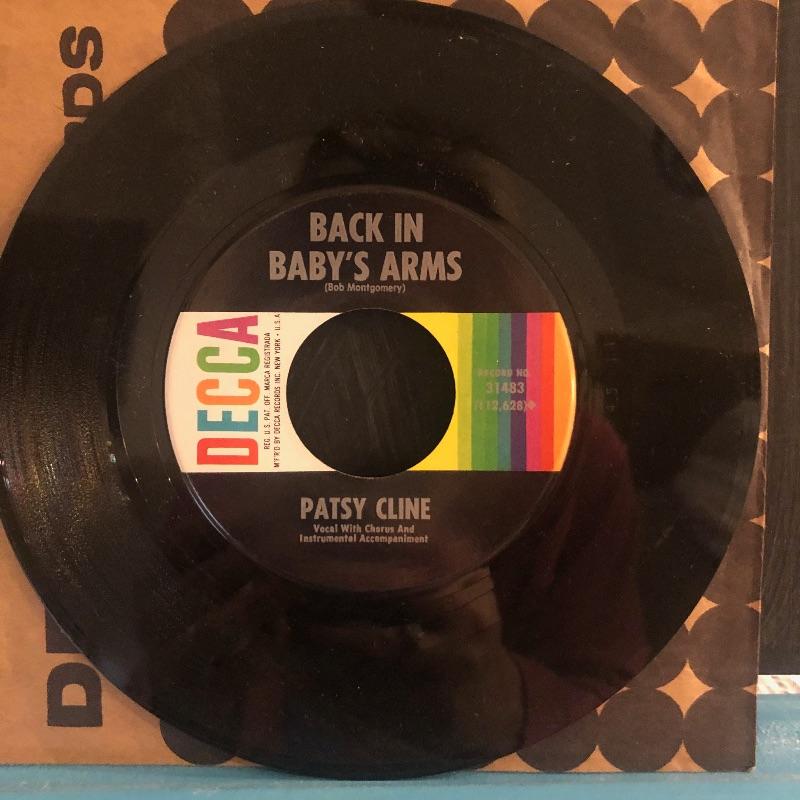 BACK IN
BABY'S ARMS
(Bob Montgomery)
DECCA
REG. U.S. PAT. OFF. MARCA REGISTRADA
M'F'R'D BY DECCA RECORDS INC. NEW YORK • U.S.A.
RECORD NO.
31483
(112,628)◆
PATSY CLINE
Vocal With Chorus And
Instrumental Accompaniment